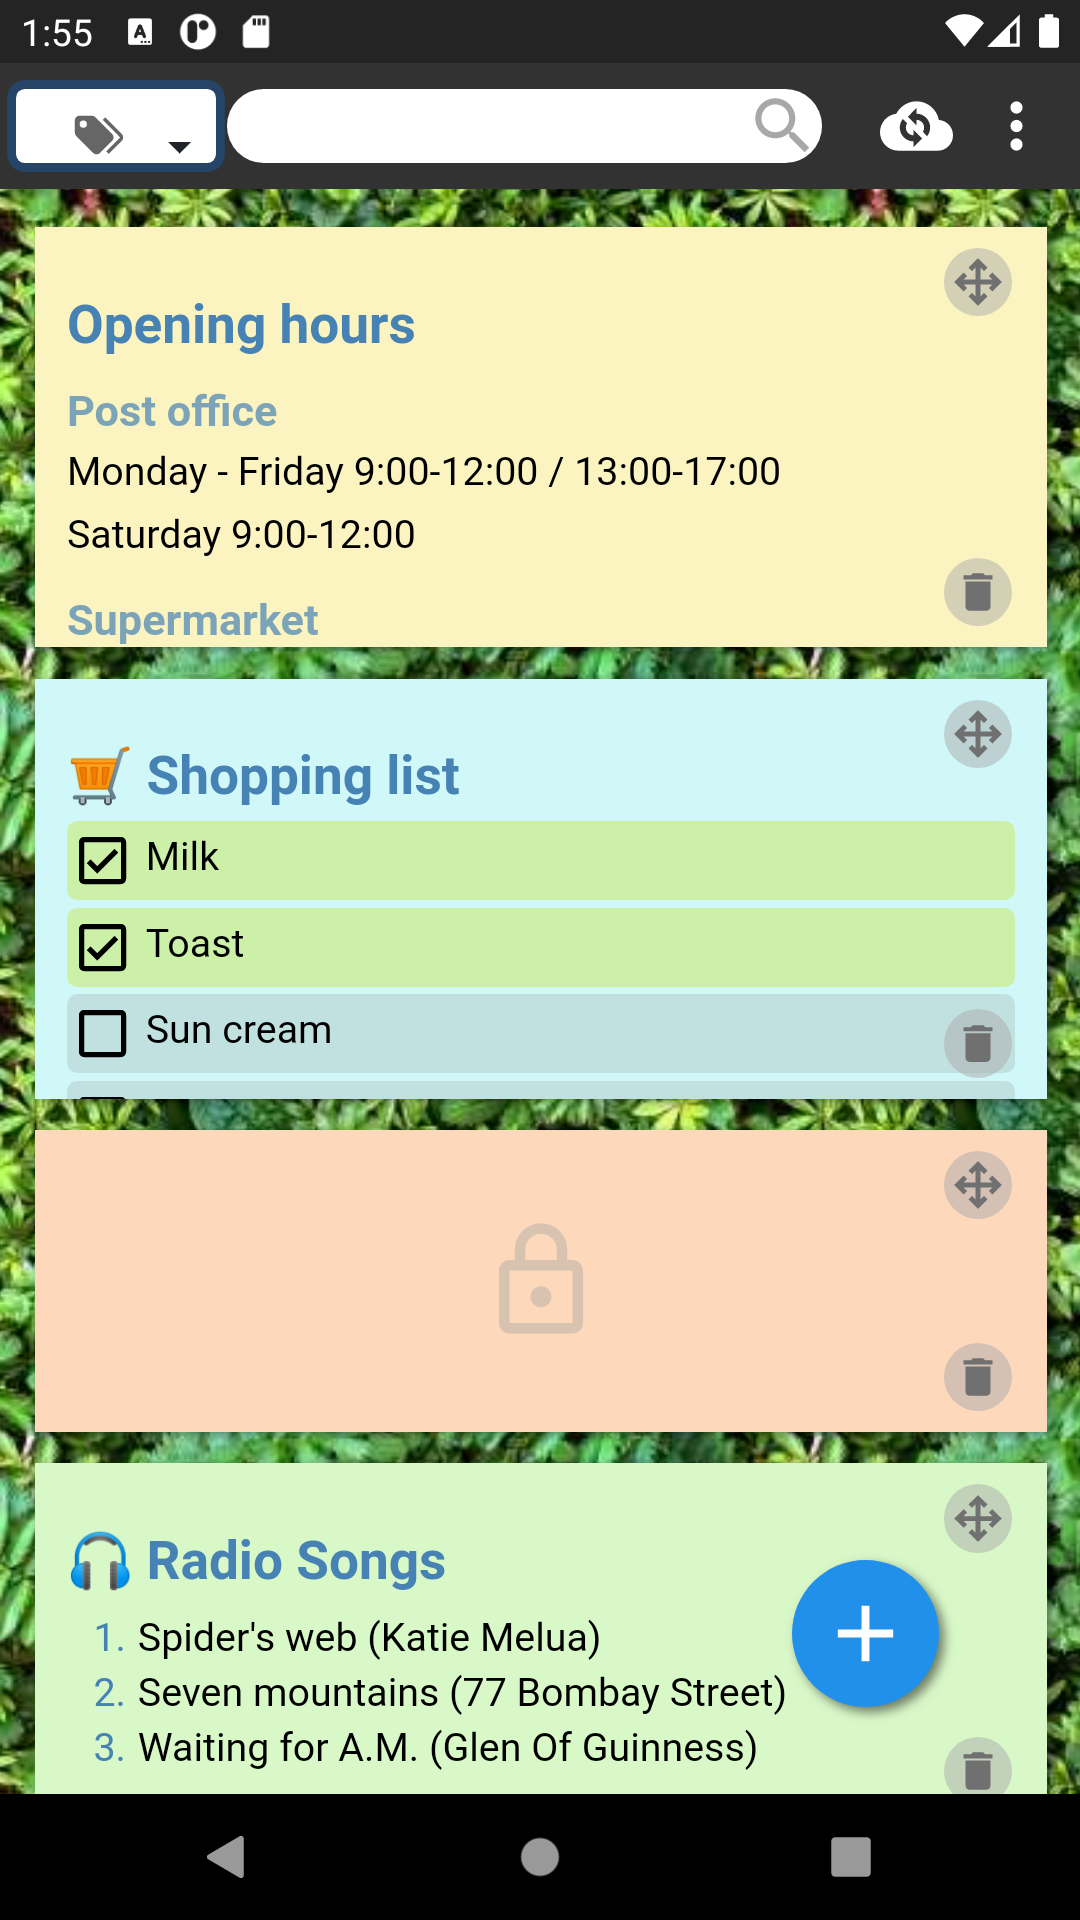 1:55
Opening hours
Post office
Monday - Friday 9:00-12:00 / 13:00-17:00
Saturday 9:00-12:00
Supermarket
Shopping list
Milk
Toast
Sun cream
Radio Songs
1. Spider's web (Katie Melua)
2. Seven mountains (77 Bombay Street)
3. Waiting for A.M. (Glen Of Guinness)